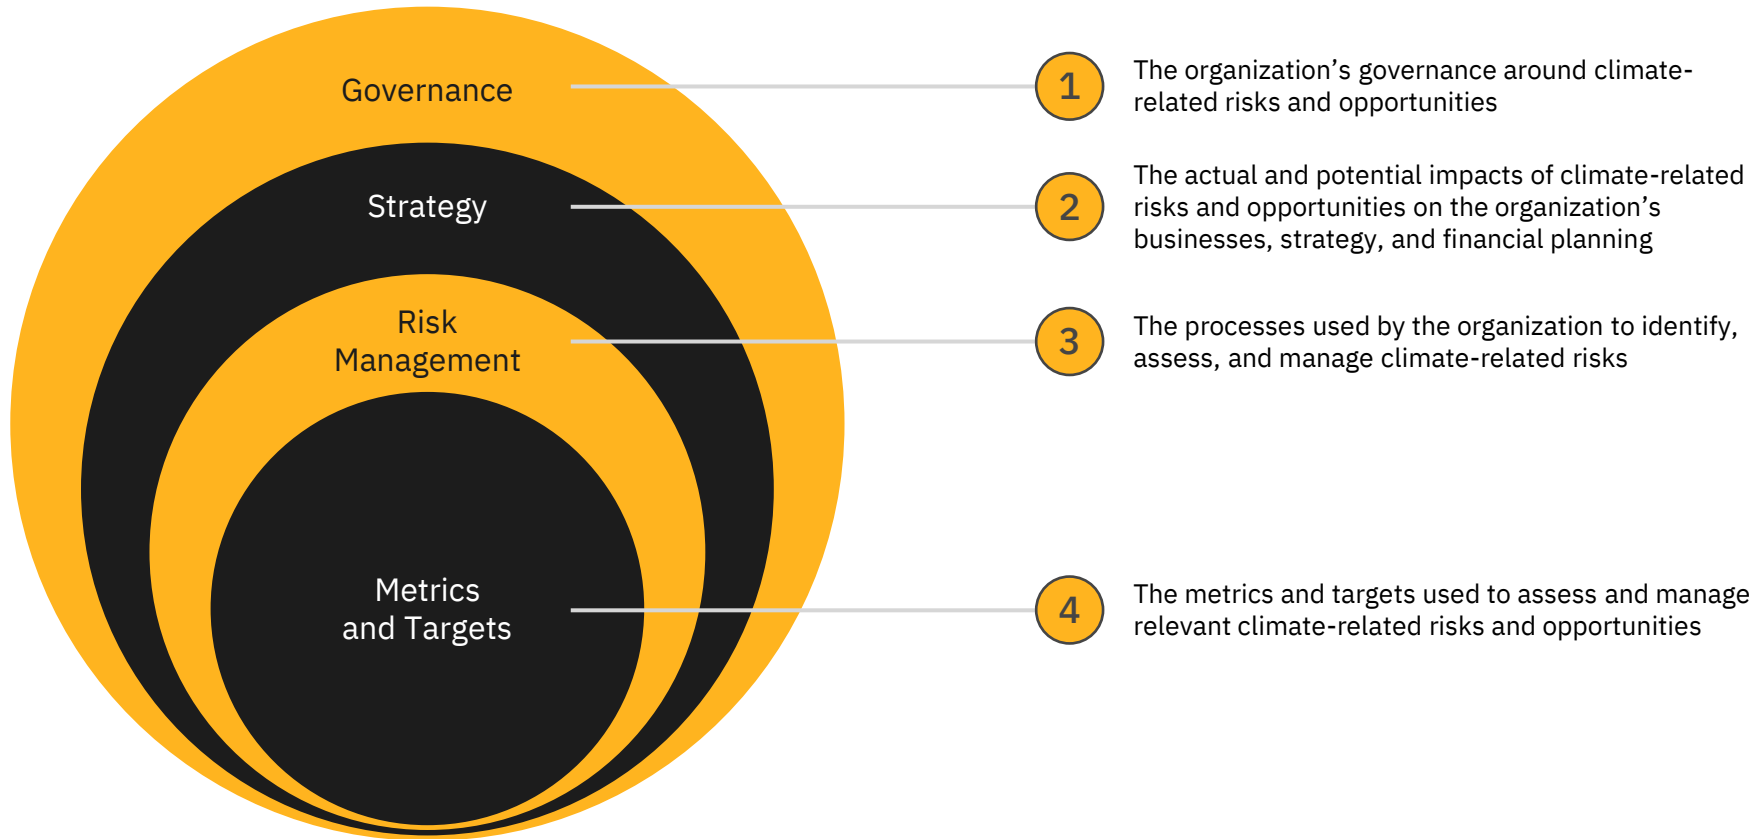 Governance
1
The organization’s governance around climate-
related risks and opportunities
Strategy
2
The actual and potential impacts of climate-related
risks and opportunities on the organization’s
businesses, strategy, and financial planning
Risk
Management
3
The processes used by the organization to identify,
assess, and manage climate-related risks
Metrics
and Targets
4
The metrics and targets used to assess and manage
relevant climate-related risks and opportunities